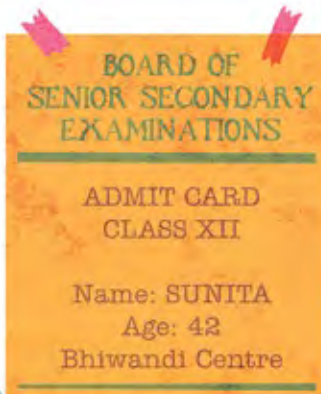 BOARD OF
SENIOR SECONDARY
EXAMINATIONS
ADMIT CARD
CLASS XII
Name: SUNITA
Age: 42
Bhiwandi Centre